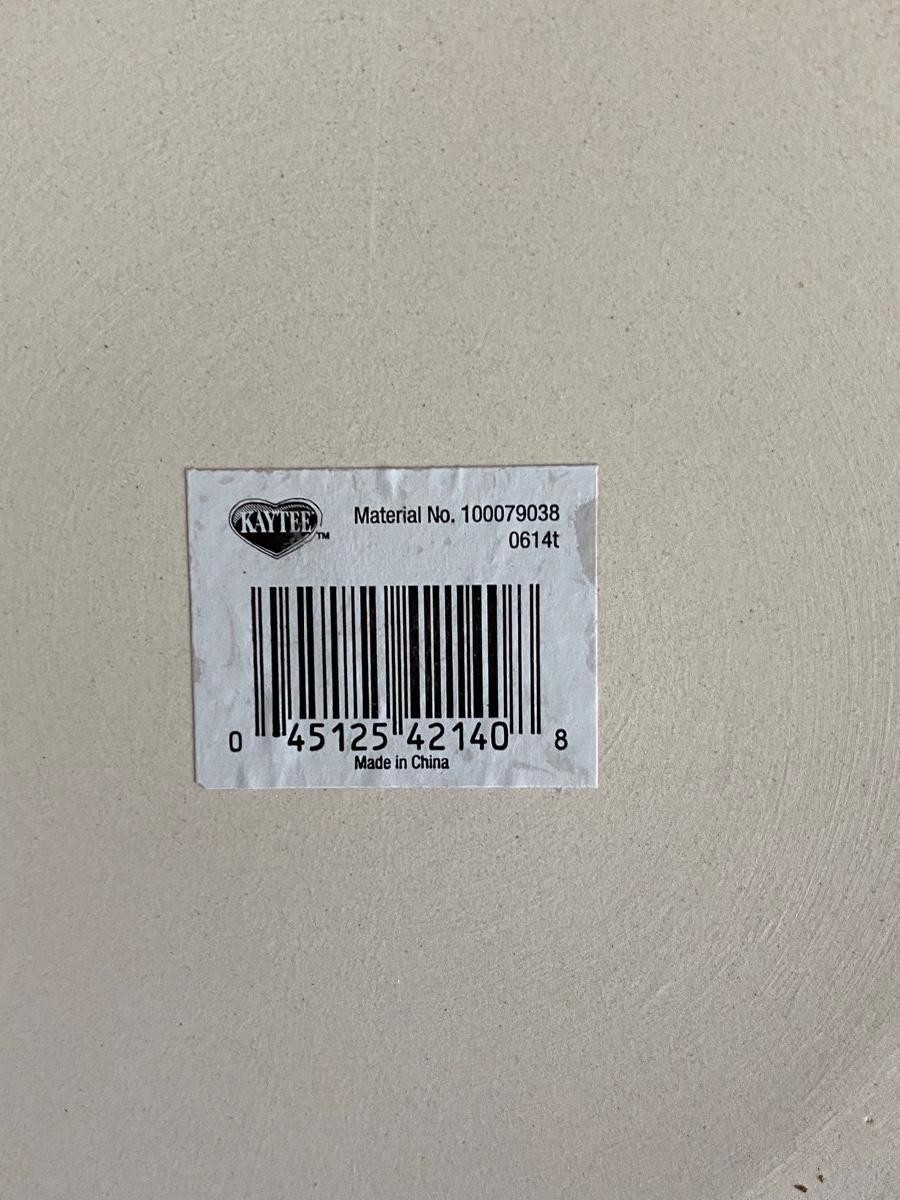 KAYTEE™
Material No. 100079038
0614t
0 45125 42140 8
Made in China